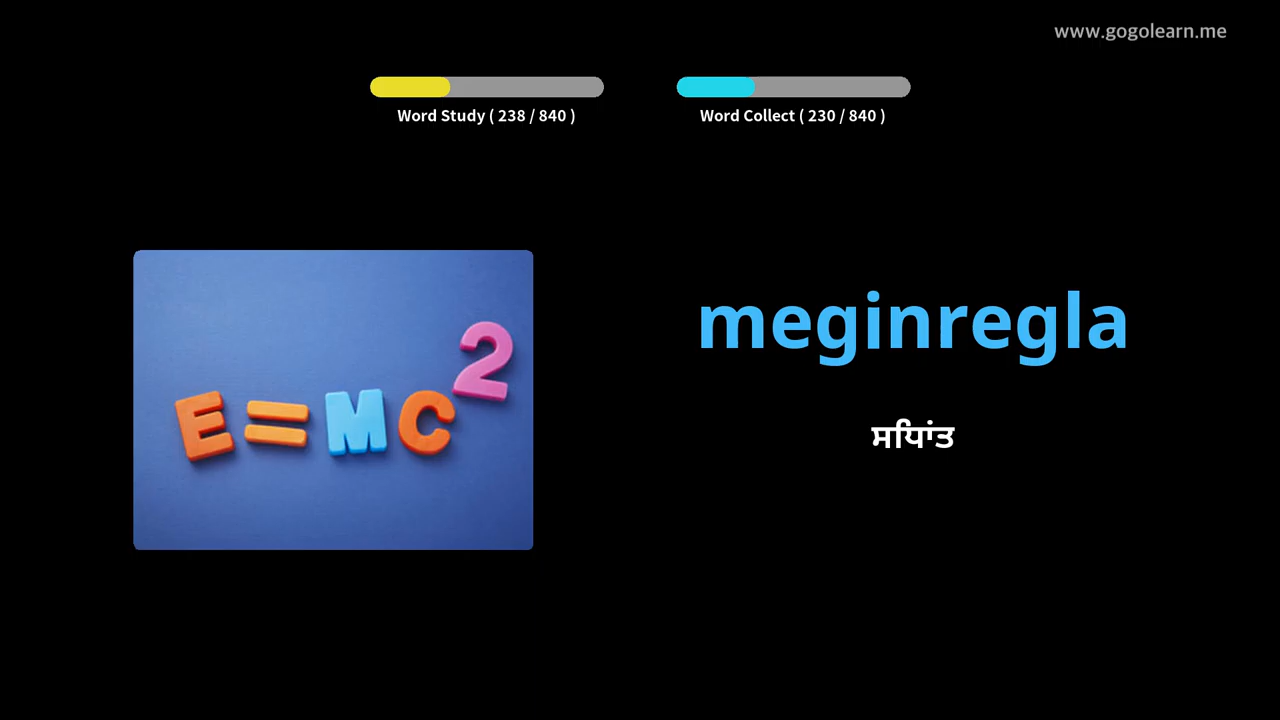 www.gogolearn.me
Word Study ( 238 / 840 )
Word Collect ( 230 / 840 )
E=MC²
meginregla
ਸਧਿਾਂਤ